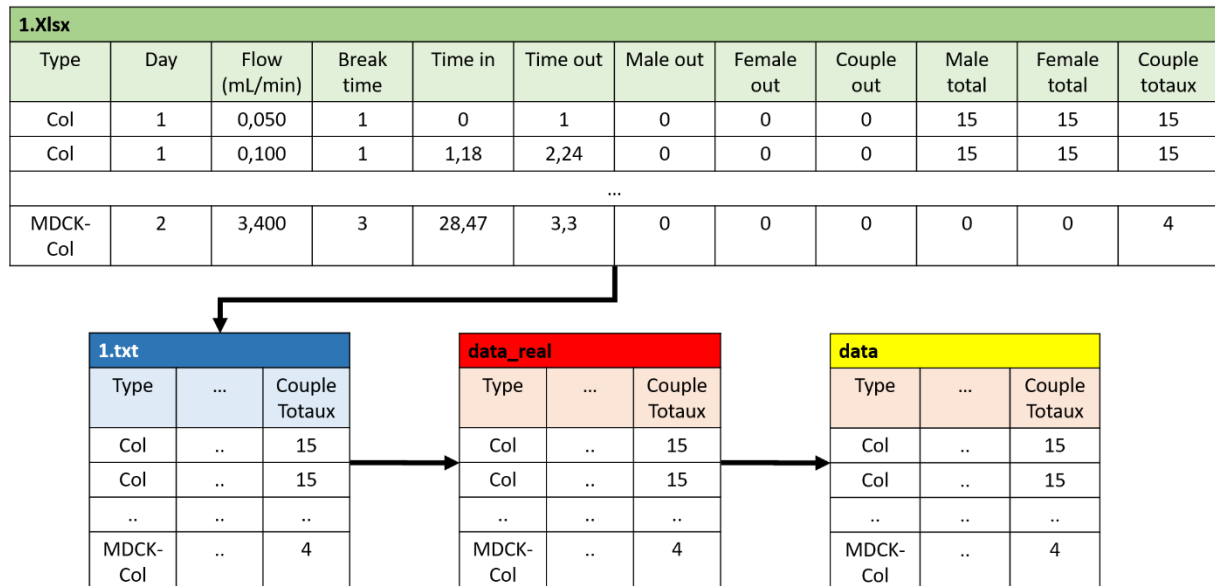 1.Xlsx
Type Day Flow (mL/min) Break time Time in Time out Male out Female out Couple out Male total Female total Couple totaux
Col 1 0,050 1 0 1 0 0 0 15 15 15
Col 1 0,100 1 1,18 2,24 0 0 0 15 15 15
...
MDCK-Col 2 3,400 3 28,47 3,3 0 0 0 0 0 4
1.txt
Type ... Couple Totaux
Col .. 15
Col .. 15
.. .. ..
MDCK-Col .. 4
data_real
Type ... Couple Totaux
Col .. 15
Col .. 15
.. .. ..
MDCK-Col .. 4
data
Type ... Couple Totaux
Col .. 15
Col .. 15
.. .. ..
MDCK-Col .. 4